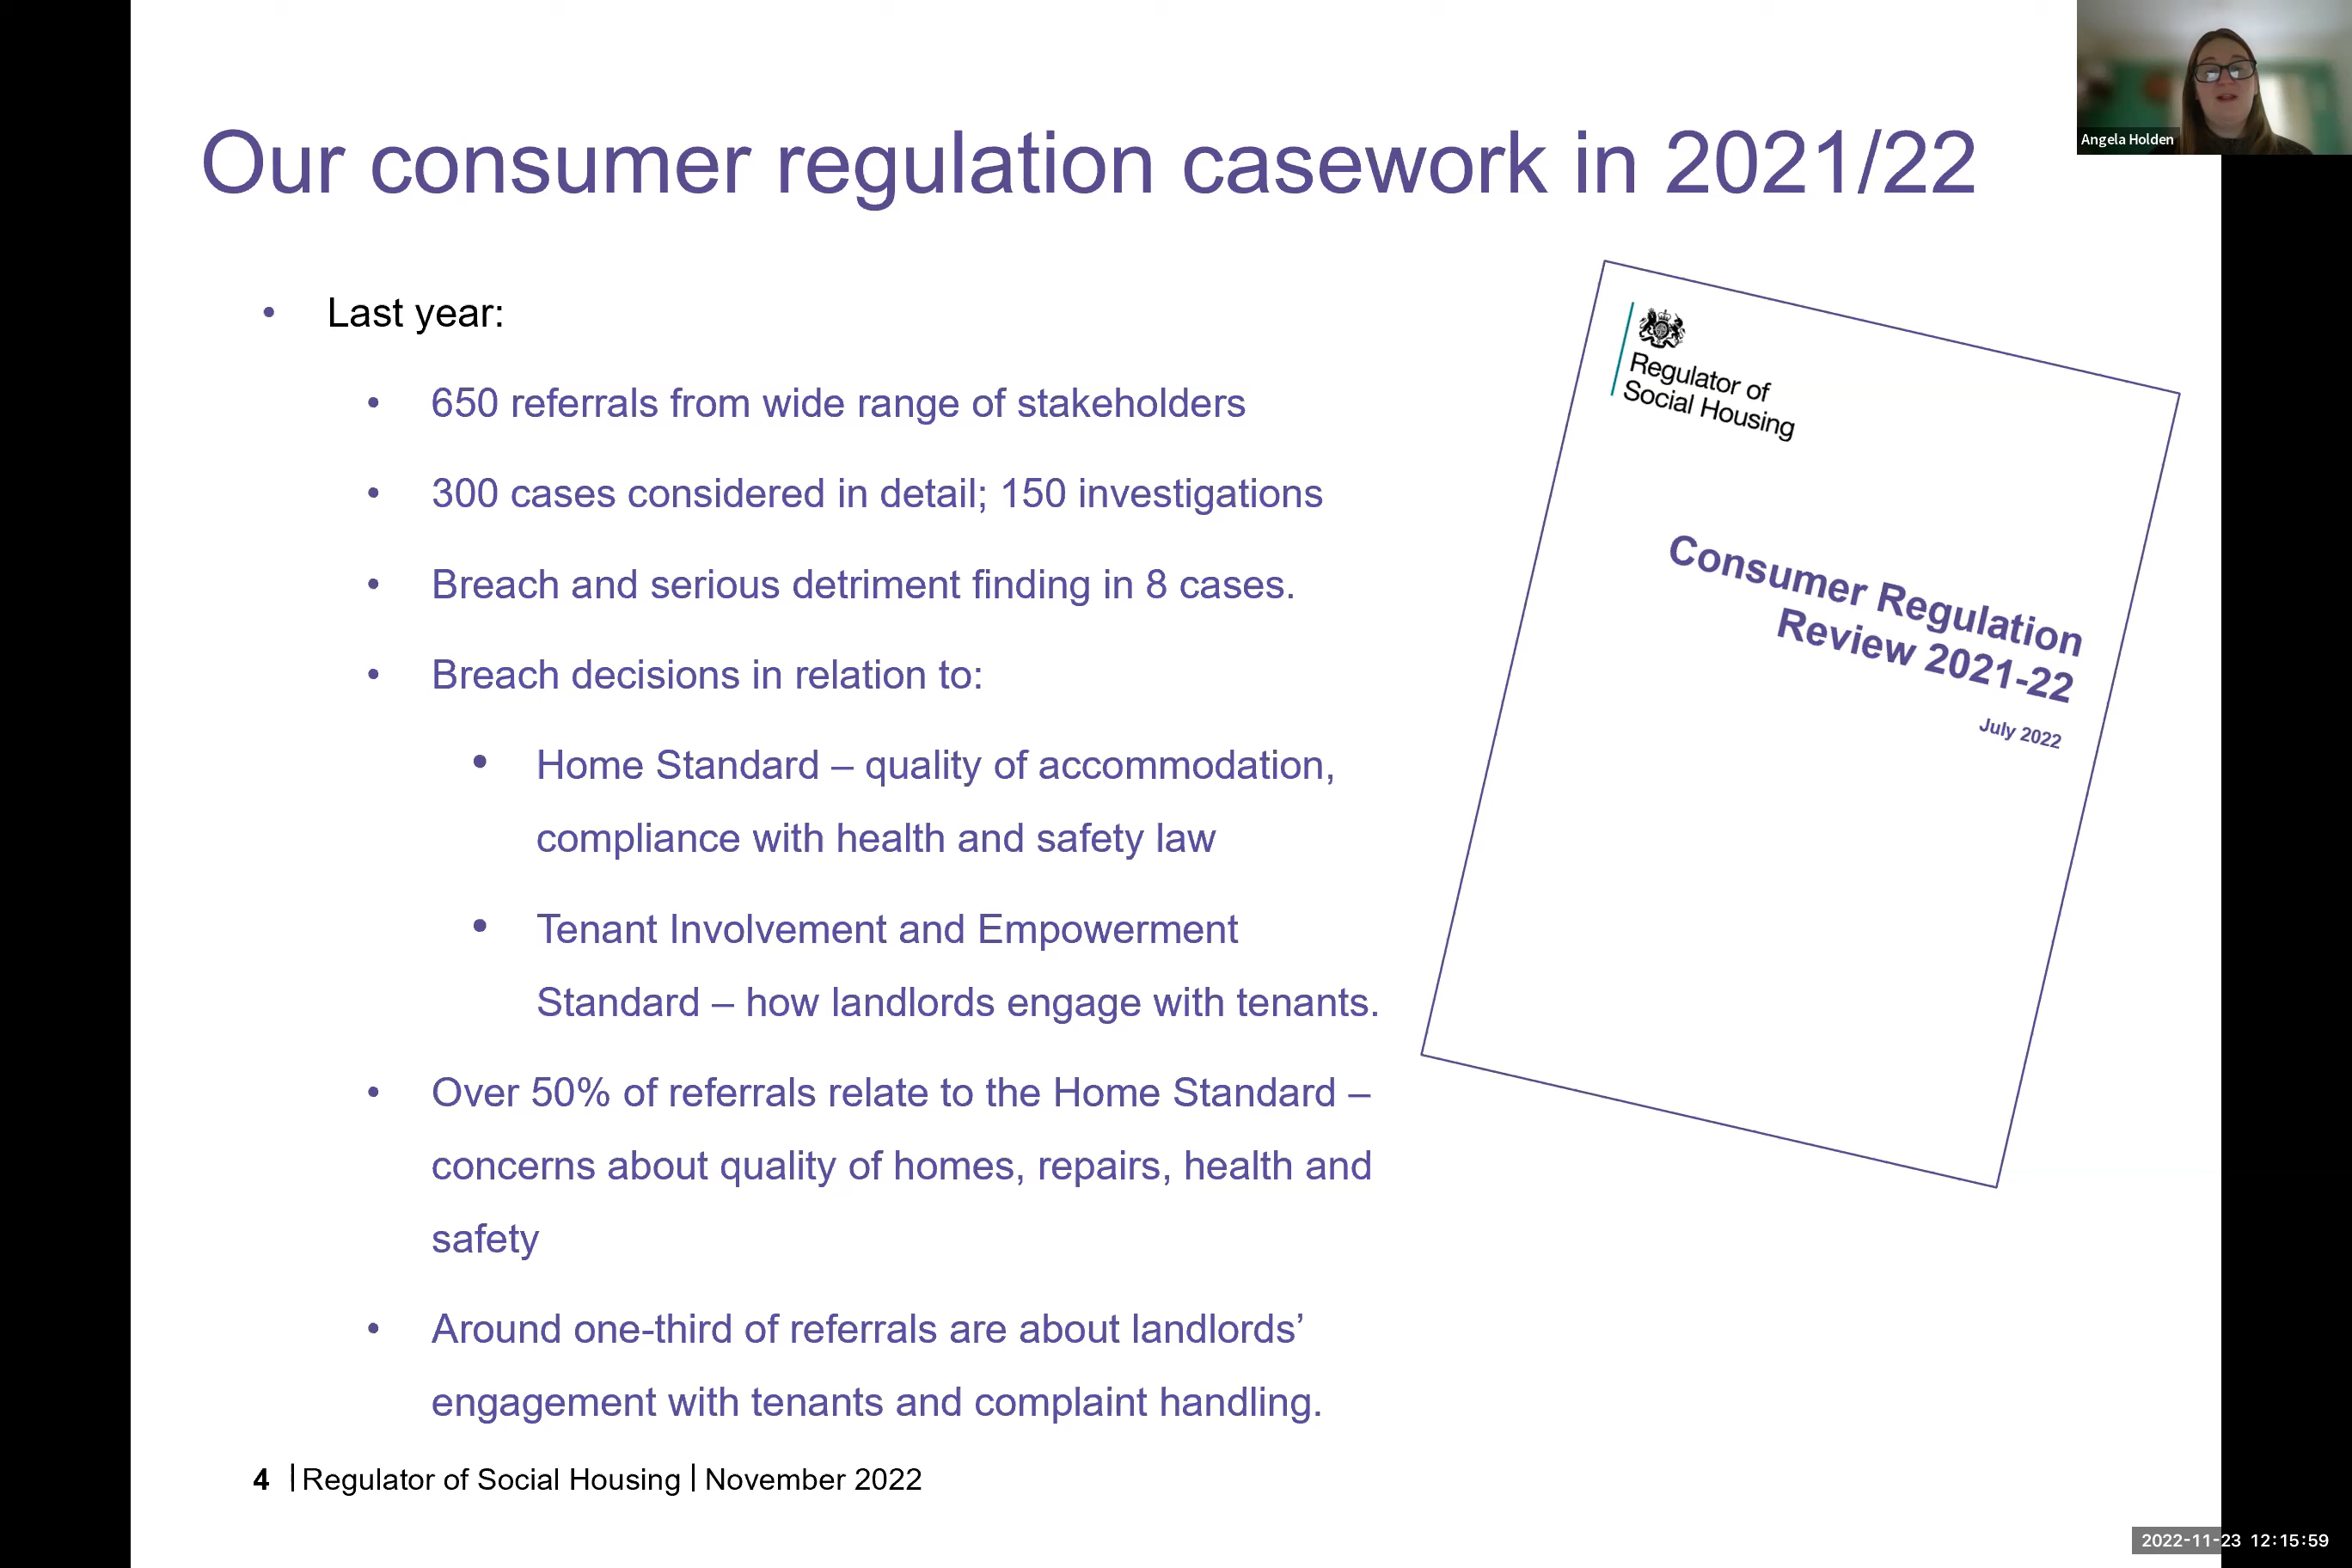 Our consumer regulation casework in 2021/22
Angela Holden
• Last year:
• 650 referrals from wide range of stakeholders
• 300 cases considered in detail; 150 investigations
• Breach and serious detriment finding in 8 cases.
• Breach decisions in relation to:
• Home Standard – quality of accommodation,
compliance with health and safety law
• Tenant Involvement and Empowerment
Standard – how landlords engage with tenants.
• Over 50% of referrals relate to the Home Standard –
concerns about quality of homes, repairs, health and
safety
• Around one-third of referrals are about landlords’
engagement with tenants and complaint handling.
Regulator of
Social Housing
Consumer Regulation
Review 2021-22
July 2022
4 | Regulator of Social Housing | November 2022
2022-11-23 12:15:59